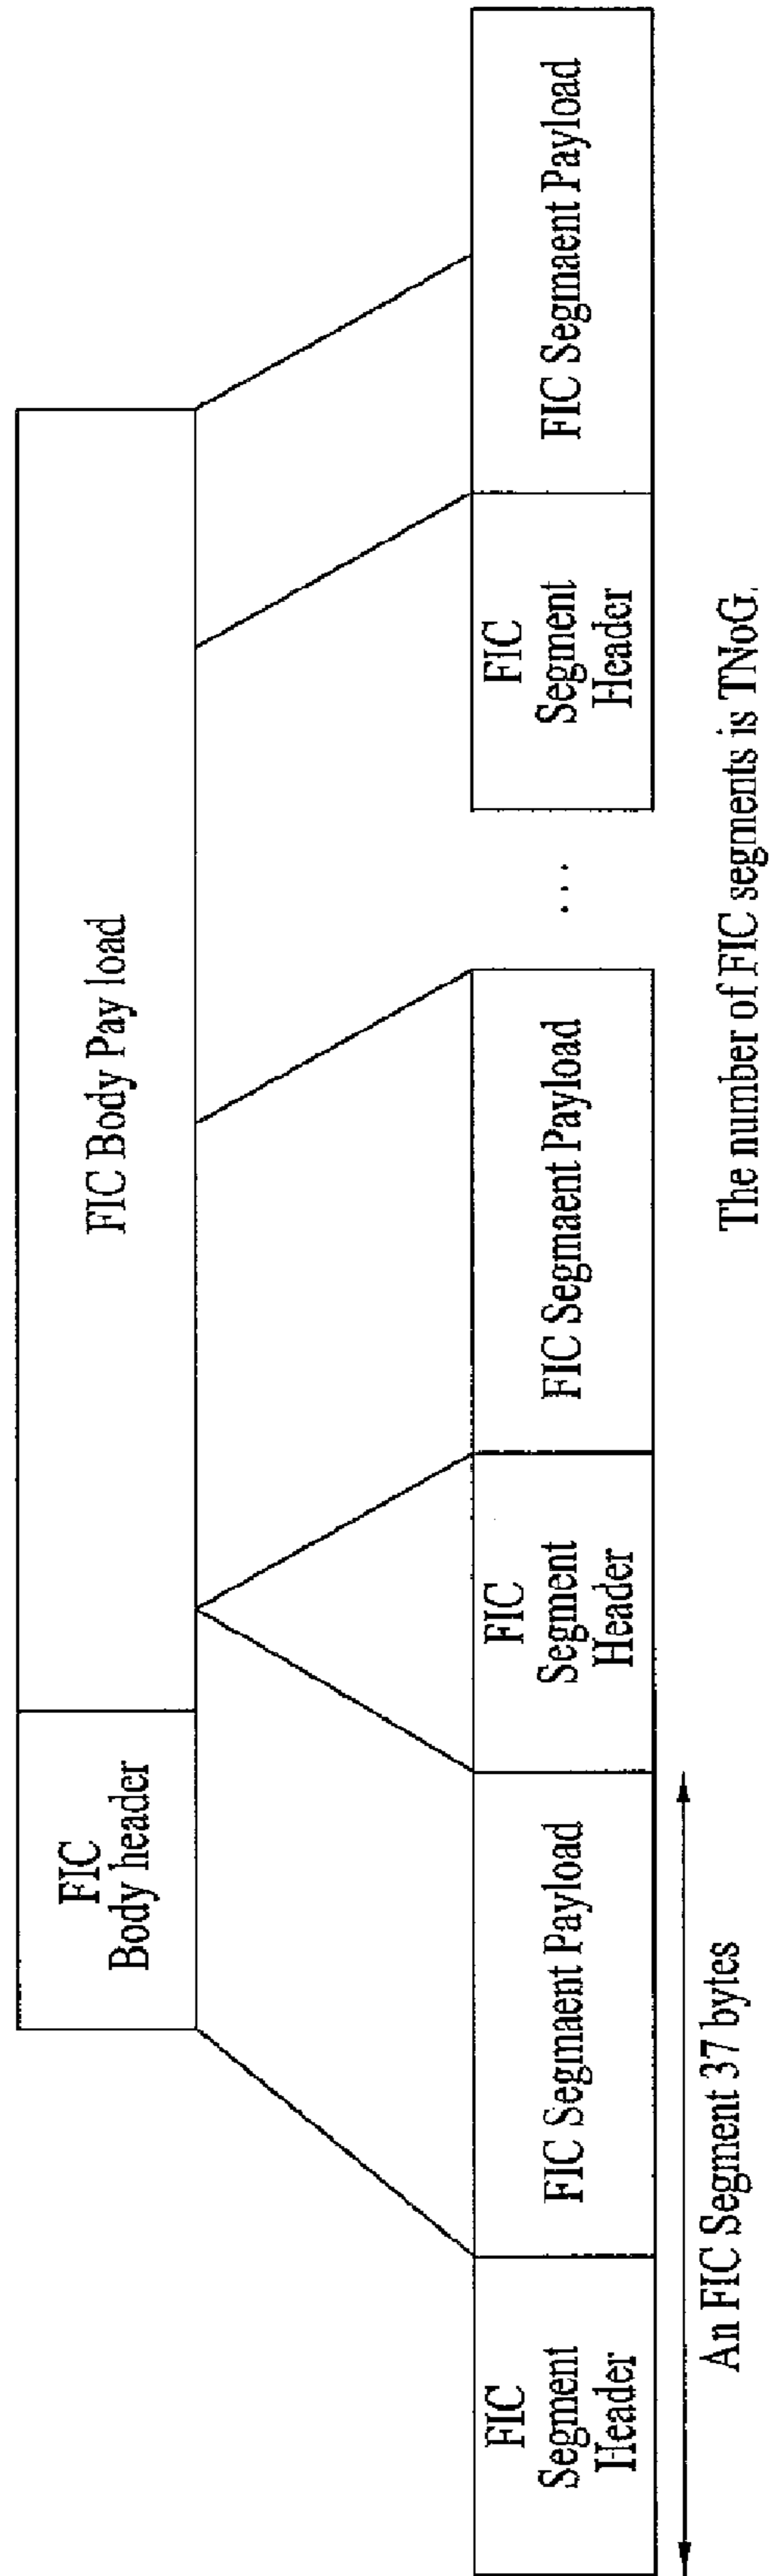 FIC
Body header
FIC Body Pay load
FIC
Segment
Header
FIC Segmaent Payload
FIC
Segment
Header
FIC Segmaent Payload
...
FIC
Segment
Header
FIC Segmaent Payload
An FIC Segment 37 bytes
The number of FIC segments is TNoG.